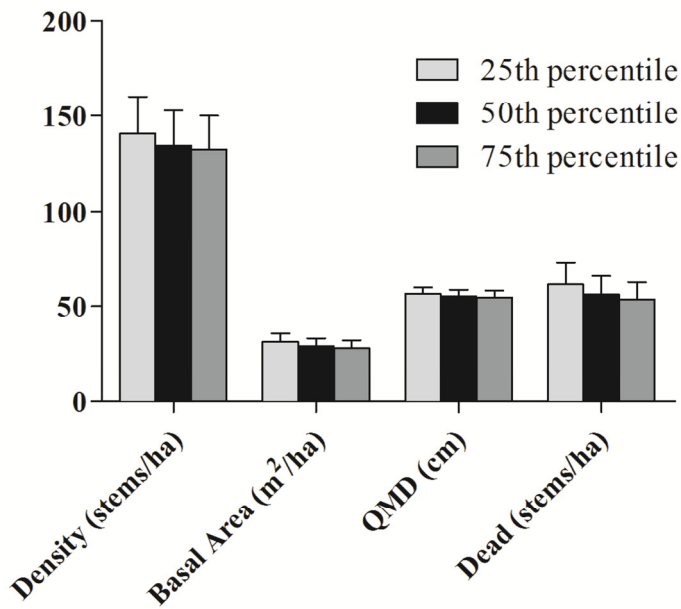 200
150
100
50
0
25th percentile
50th percentile
75th percentile
Density (stems/ha)
Basal Area (m²/ha)
QMD (cm)
Dead (stems/ha)